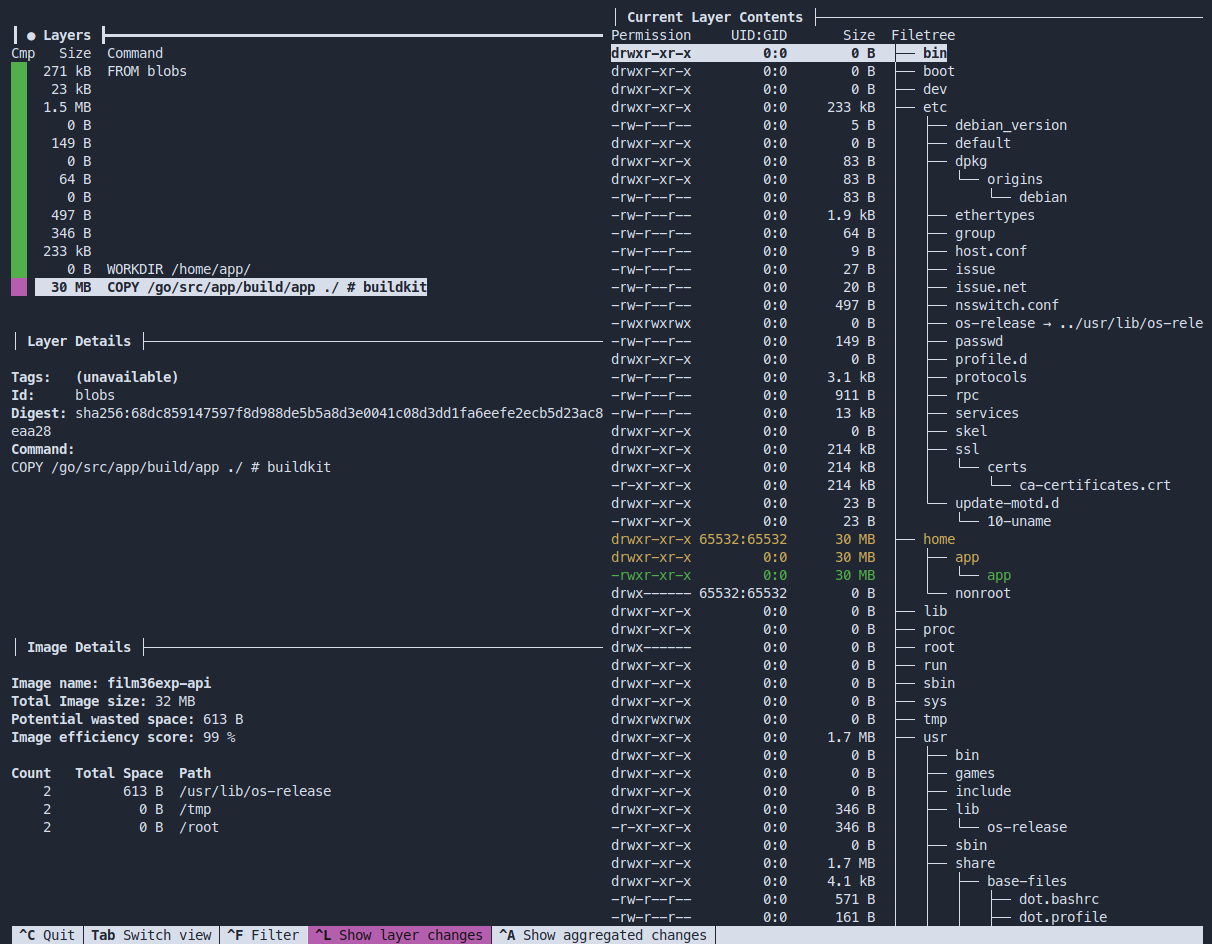 ● Layers
Cmp Size Command
271 kB FROM blobs
23 kB
1.5 MB
0 B
149 B
0 B
64 B
0 B
497 B
346 B
233 kB
0 B WORKDIR /home/app/
30 MB COPY /go/src/app/build/app ./ # buildkit
Layer Details
Tags: (unavailable)
Id: blobs
Digest: sha256:68dc859147597f8d988de5b5a8d3e0041c08d3dd1fa6eefe2ecb5d23ac8
eaa28
Command:
COPY /go/src/app/build/app ./ # buildkit
Image Details
Image name: film36exp-api
Total Image size: 32 MB
Potential wasted space: 613 B
Image efficiency score: 99 %
Count Total Space Path
2 613 B /usr/lib/os-release
2 0 B /tmp
2 0 B /root
Current Layer Contents
Permission UID:GID Size Filetree
drwxr-xr-x 0:0 0 B ├── bin
drwxr-xr-x 0:0 0 B ├── boot
drwxr-xr-x 0:0 0 B ├── dev
drwxr-xr-x 0:0 233 kB ├── etc
-rw-r--r-- 0:0 5 B │ ├── debian_version
drwxr-xr-x 0:0 0 B │ ├── default
drwxr-xr-x 0:0 83 B │ ├── dpkg
drwxr-xr-x 0:0 83 B │ │ └── origins
-rw-r--r-- 0:0 83 B │ │ └── debian
-rw-r--r-- 0:0 1.9 kB │ ├── ethertypes
-rw-r--r-- 0:0 64 B │ ├── group
-rw-r--r-- 0:0 9 B │ ├── host.conf
-rw-r--r-- 0:0 27 B │ ├── issue
-rw-r--r-- 0:0 20 B │ ├── issue.net
-rw-r--r-- 0:0 497 B │ ├── nsswitch.conf
-rwxrwxrwx 0:0 0 B │ ├── os-release → ../usr/lib/os-rele
-rw-r--r-- 0:0 149 B │ ├── passwd
drwxr-xr-x 0:0 0 B │ ├── profile.d
-rw-r--r-- 0:0 3.1 kB │ ├── protocols
-rw-r--r-- 0:0 911 B │ ├── rpc
-rw-r--r-- 0:0 13 kB │ ├── services
drwxr-xr-x 0:0 0 B │ ├── skel
drwxr-xr-x 0:0 214 kB │ ├── ssl
drwxr-xr-x 0:0 214 kB │ │ └── certs
-r-xr-xr-x 0:0 214 kB │ │ └── ca-certificates.crt
drwxr-xr-x 0:0 23 B │ └── update-motd.d
-rwxr-xr-x 0:0 23 B │ └── 10-uname
drwxr-xr-x 65532:65532 30 MB ├── home
drwxr-xr-x 0:0 30 MB │ ├── app
-rwxr-xr-x 0:0 30 MB │ │ └── app
drwx------ 65532:65532 0 B │ └── nonroot
drwxr-xr-x 0:0 0 B ├── lib
drwxr-xr-x 0:0 0 B ├── proc
drwx------ 0:0 0 B ├── root
drwxr-xr-x 0:0 0 B ├── run
drwxr-xr-x 0:0 0 B ├── sbin
drwxr-xr-x 0:0 0 B ├── sys
drwxrwxrwx 0:0 0 B ├── tmp
drwxr-xr-x 0:0 1.7 MB ├── usr
drwxr-xr-x 0:0 0 B │ ├── bin
drwxr-xr-x 0:0 0 B │ ├── games
drwxr-xr-x 0:0 0 B │ ├── include
drwxr-xr-x 0:0 346 B │ ├── lib
-r-xr-xr-x 0:0 346 B │ │ └── os-release
drwxr-xr-x 0:0 0 B │ ├── sbin
drwxr-xr-x 0:0 1.7 MB │ ├── share
drwxr-xr-x 0:0 4.1 kB │ │ ├── base-files
-rw-r--r-- 0:0 571 B │ │ │ ├── dot.bashrc
-rw-r--r-- 0:0 161 B │ │ │ ├── dot.profile
^C Quit Tab Switch view ^F Filter ^L Show layer changes ^A Show aggregated changes